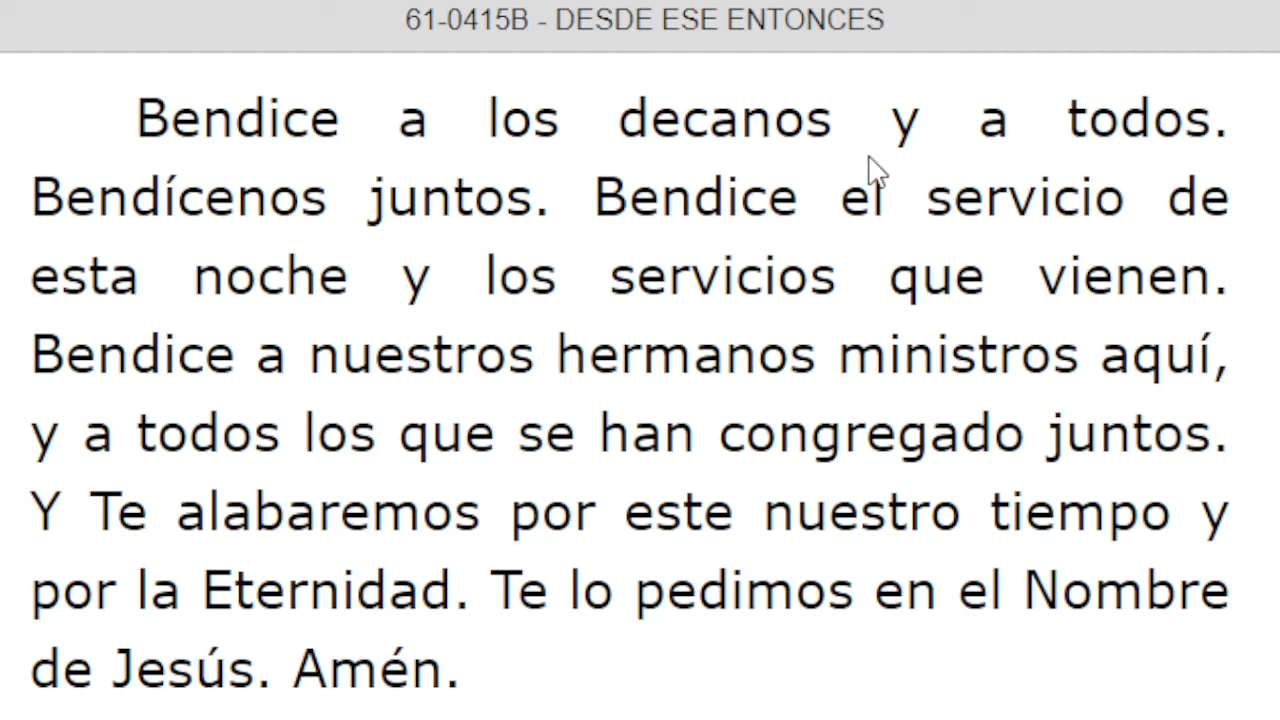 61-0415B - DESDE ESE ENTONCES
Bendice a los decanos y a todos.
Bendícenos juntos. Bendice el servicio de
esta noche y los servicios que vienen.
Bendice a nuestros hermanos ministros aquí,
y a todos los que se han congregado juntos.
Y Te alabaremos por este nuestro tiempo y
por la Eternidad. Te lo pedimos en el Nombre
de Jesús. Amén.